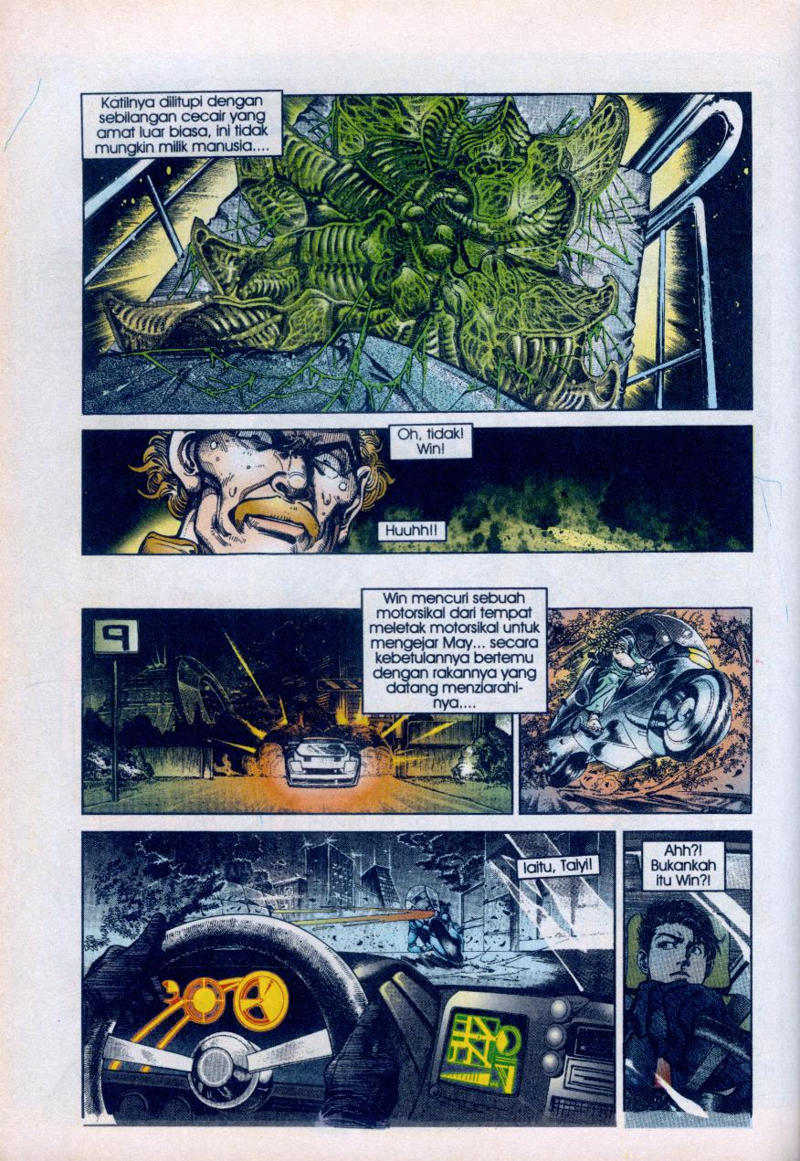 Katilnya dilitupi dengan
sebilangan cecair yang
amat luar biasa, ini tidak
mungkin milik manusia....
Oh, tidak!
Win!
Huuhh!!
Win mencuri sebuah
motorsikal dari tempat
meletak motorsikal untuk
mengejar May... secara
kebetulannya bertemu
dengan rakannya yang
datang menziarahi-
nya....
Iaitu, Taiyi!
Ahh?!
Bukankah
itu Win?!